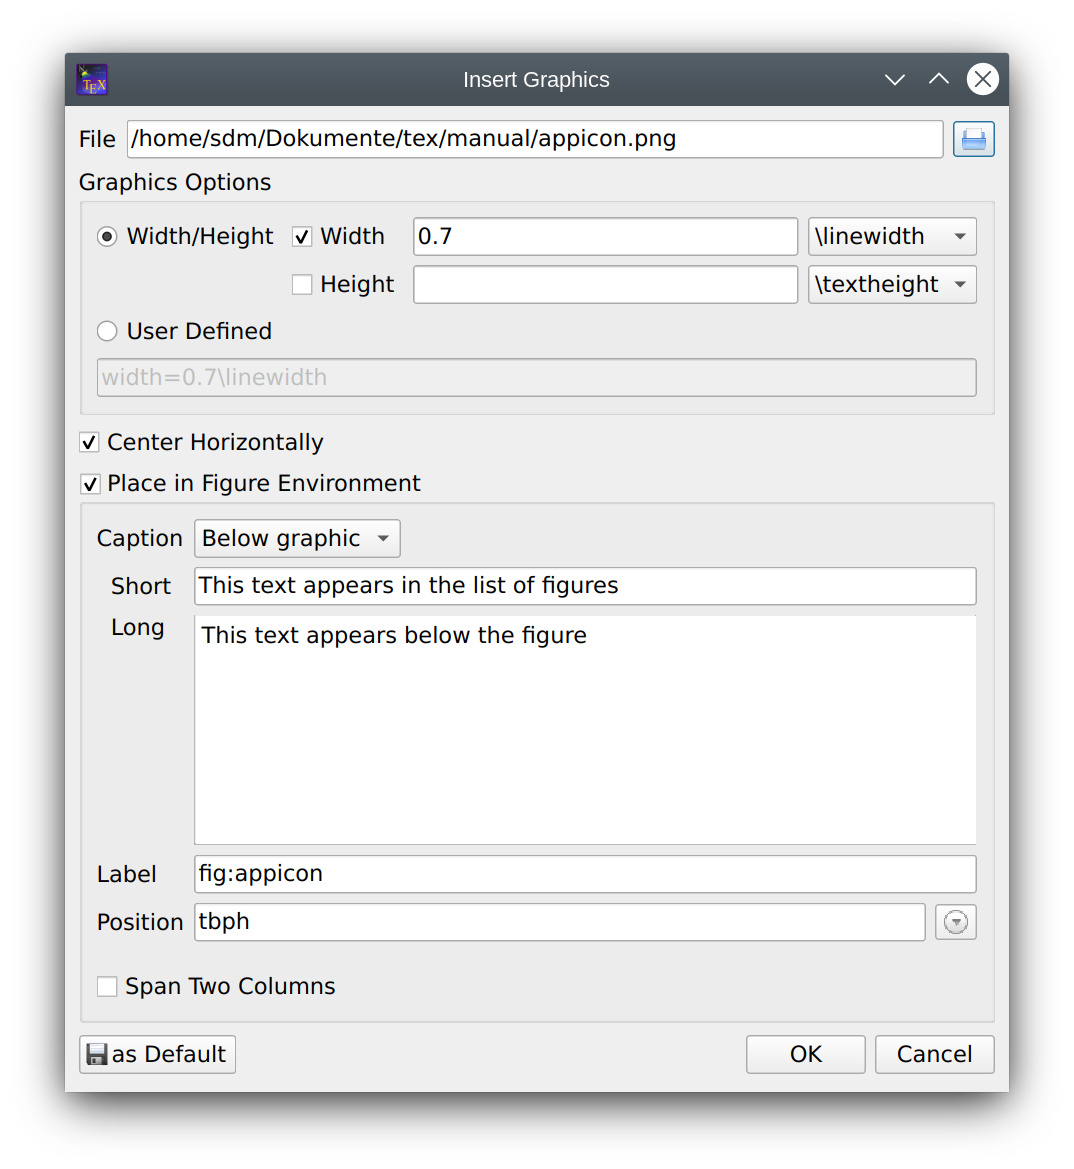 TEX
Insert Graphics
File /home/sdm/Dokumente/tex/manual/appicon.png
Graphics Options
Width/Height Width 0.7 \linewidth
Height \textheight
User Defined
width=0.7\linewidth
Center Horizontally
Place in Figure Environment
Caption Below graphic
Short This text appears in the list of figures
Long This text appears below the figure
Label fig:appicon
Position tbph
Span Two Columns
as Default OK Cancel